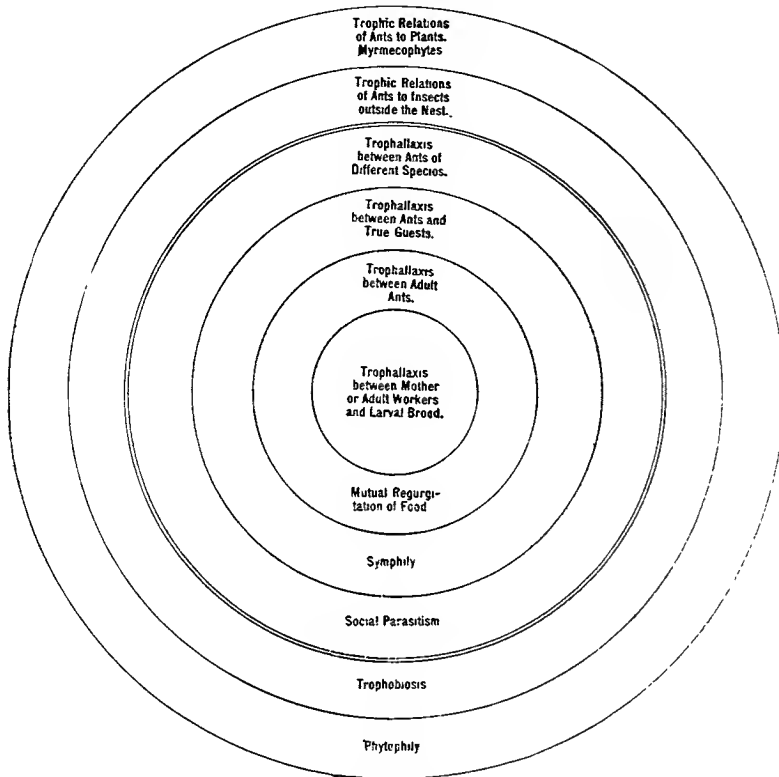 Trophic Relations
of Ants to Plants.
Myrmecophytes
Trophic Relations
of Ants to Insects
outside the Nest.
Trophallaxis
between Ants of
Different Species.
Trophallaxis
between Ants and
True Guests.
Trophallaxis
between Adult
Ants.
Trophallaxis
between Mother
or Adult Workers
and Larval Brood.
Mutual Regurgi-
tation of Food
Symphily
Social Parasitism
Trophobiosis
Phytophily